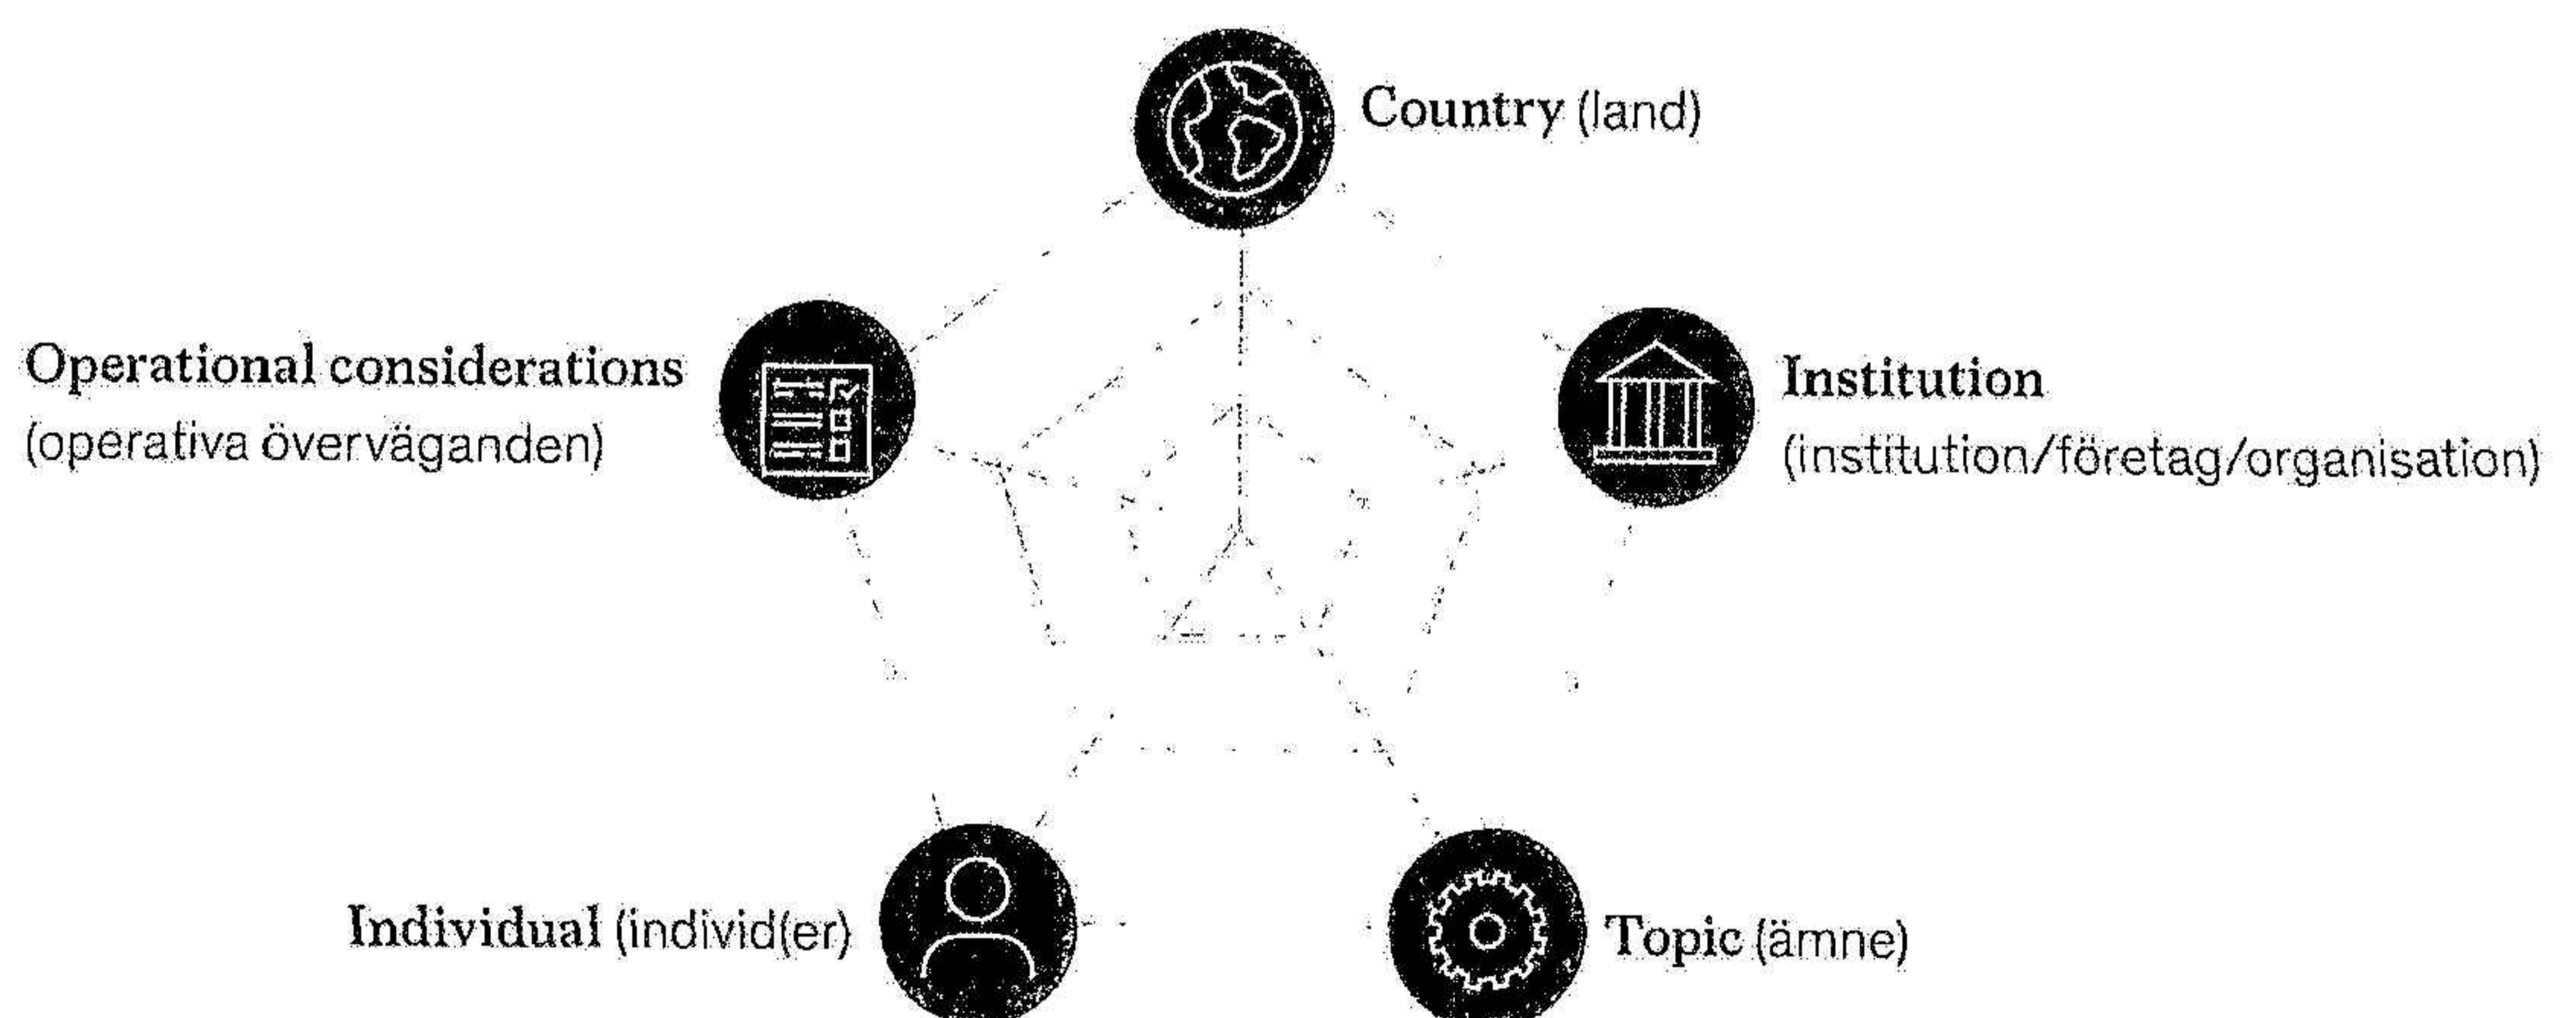 Country (land)
Operational considerations
(operativa överväganden)
Institution
(institution/företag/organisation)
Individual (individ(er)
Topic (ämne)